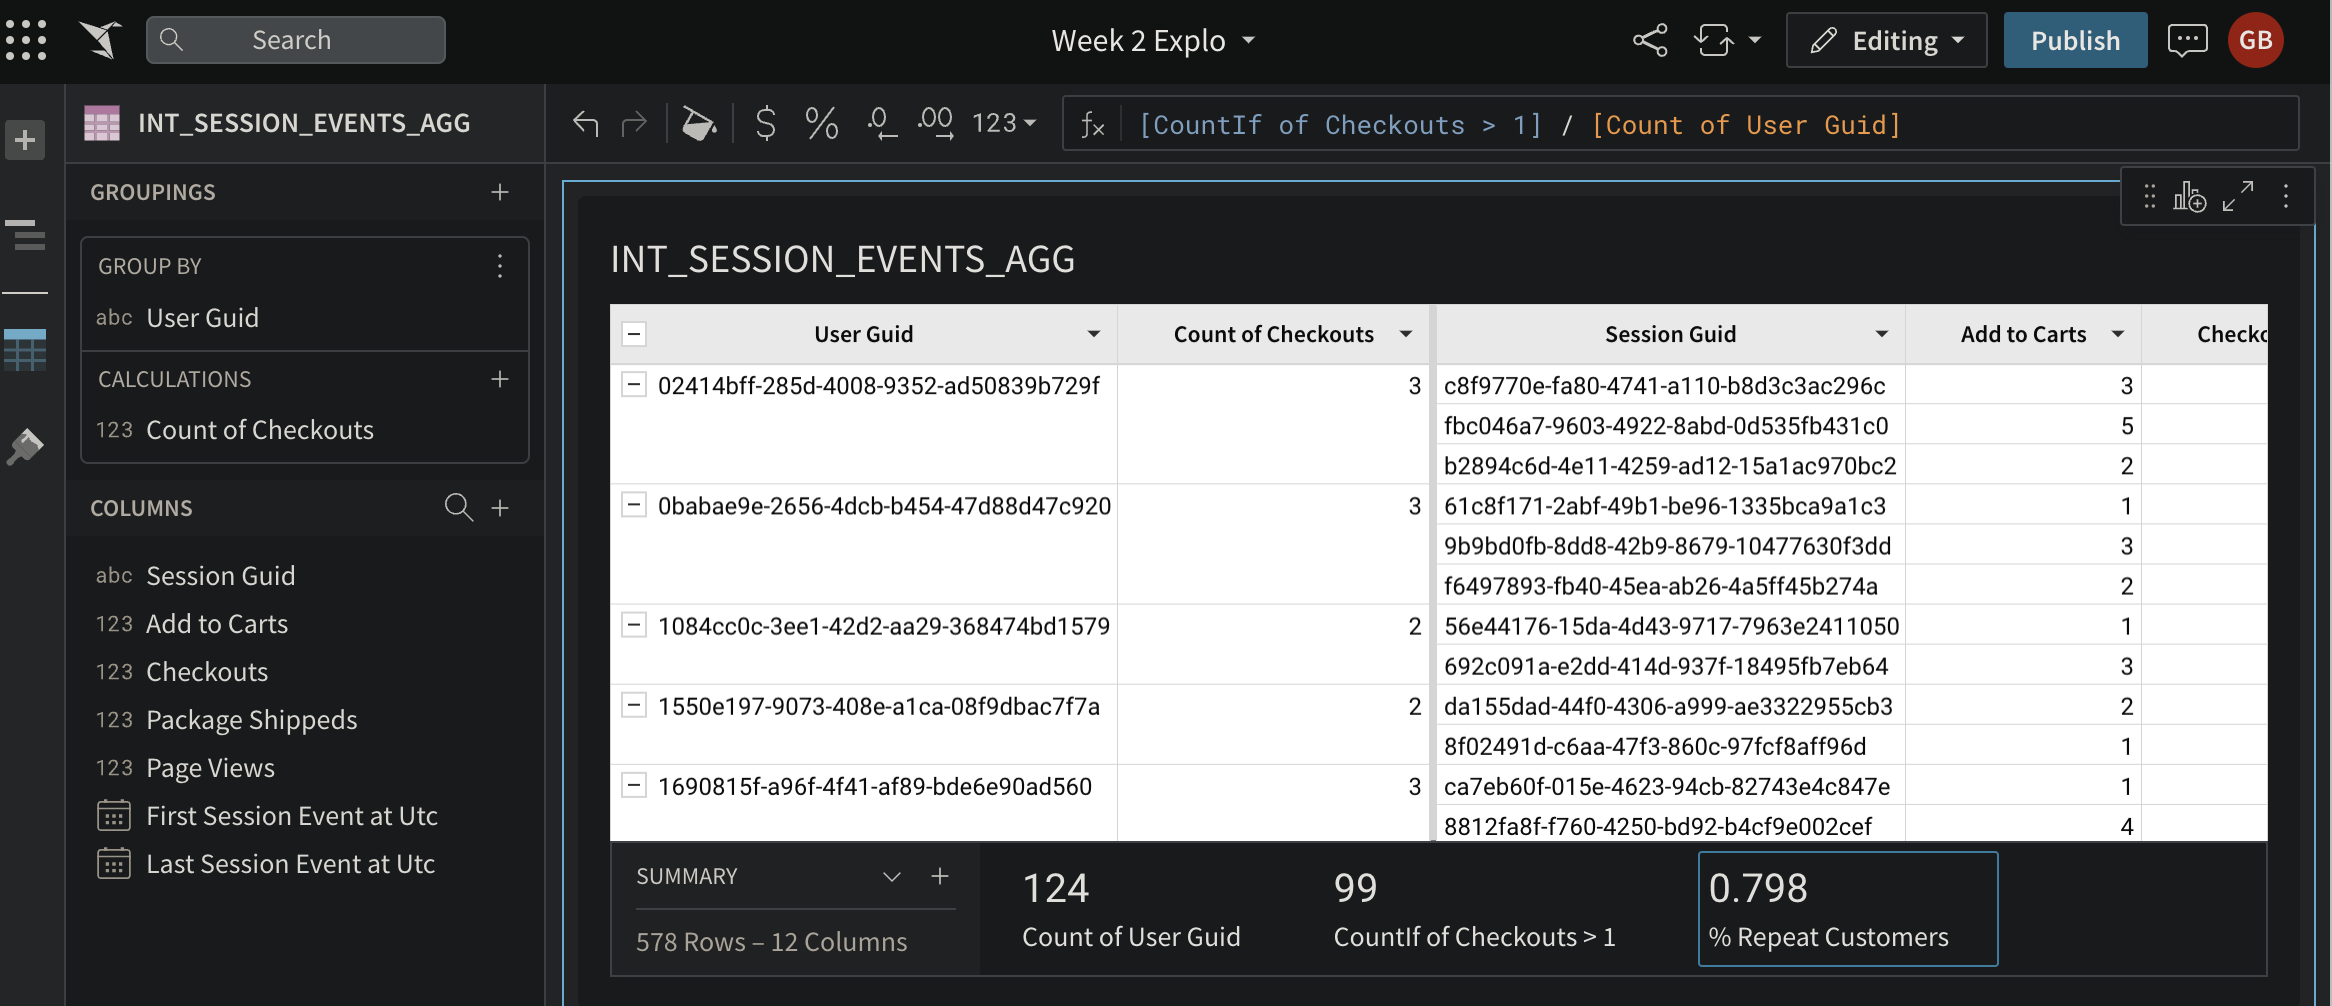 Search
Week 2 Explo
Editing
Publish
GB
INT_SESSION_EVENTS_AGG
$ % .0 .00 123
fx [CountIf of Checkouts > 1] / [Count of User Guid]
GROUPINGS
GROUP BY
abc User Guid
CALCULATIONS
123 Count of Checkouts
COLUMNS
abc Session Guid
123 Add to Carts
123 Checkouts
123 Package Shippeds
123 Page Views
First Session Event at Utc
Last Session Event at Utc
INT_SESSION_EVENTS_AGG
User Guid Count of Checkouts Session Guid Add to Carts Checko
02414bff-285d-4008-9352-ad50839b729f 3 c8f9770e-fa80-4741-a110-b8d3c3ac296c 3
fbc046a7-9603-4922-8abd-0d535fb431c0 5
b2894c6d-4e11-4259-ad12-15a1ac970bc2 2
0babae9e-2656-4dcb-b454-47d88d47c920 3 61c8f171-2abf-49b1-be96-1335bca9a1c3 1
9b9bd0fb-8dd8-42b9-8679-10477630f3dd 3
f6497893-fb40-45ea-ab26-4a5ff45b274a 2
1084cc0c-3ee1-42d2-aa29-368474bd1579 2 56e44176-15da-4d43-9717-7963e2411050 1
692c091a-e2dd-414d-937f-18495fb7eb64 3
1550e197-9073-408e-a1ca-08f9dbac7f7a 2 da155dad-44f0-4306-a999-ae3322955cb3 2
8f02491d-c6aa-47f3-860c-97fcf8aff96d 1
1690815f-a96f-4f41-af89-bde6e90ad560 3 ca7eb60f-015e-4623-94cb-82743e4c847e 1
8812fa8f-f760-4250-bd92-b4cf9e002cef 4
SUMMARY
578 Rows – 12 Columns
124
Count of User Guid
99
CountIf of Checkouts > 1
0.798
% Repeat Customers